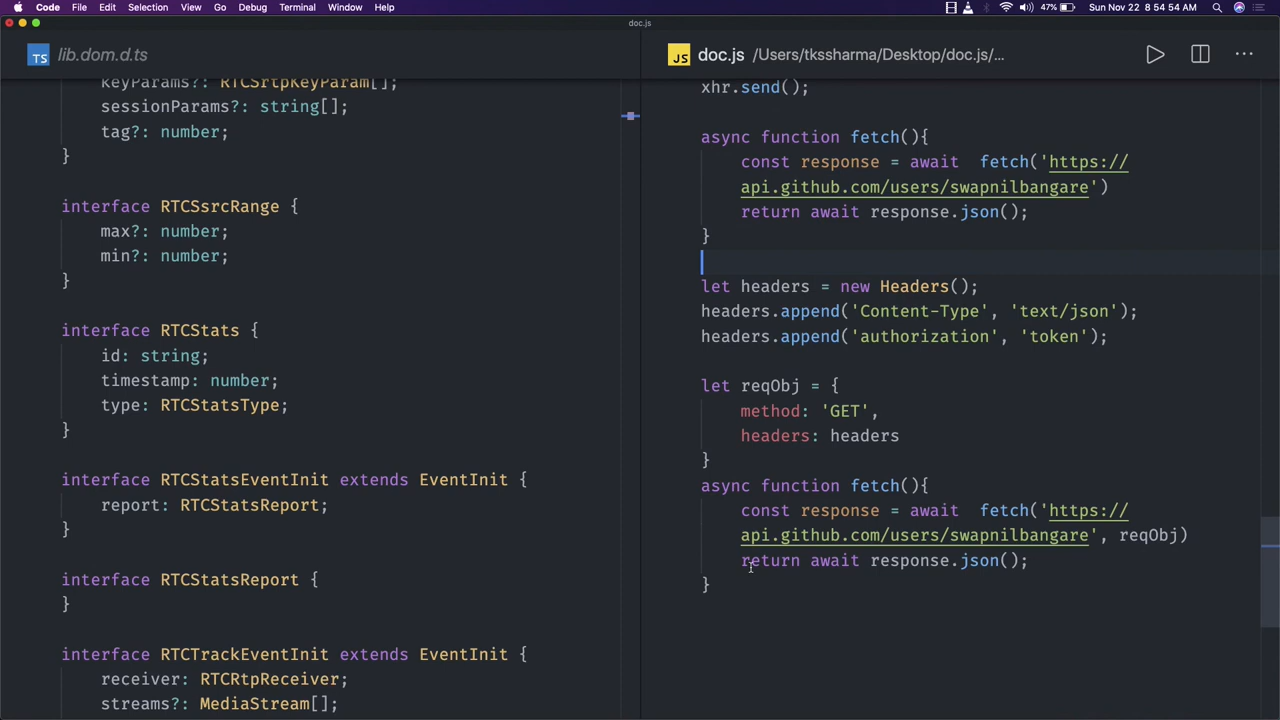 Code File Edit Selection View Go Debug Terminal Window Help 47% Sun Nov 22 8 54 54 AM
doc.js
TS lib.dom.d.ts
keyParams?: RTCSrtpKeyParam[];
sessionParams?: string[];
tag?: number;
}
interface RTCSsrcRange {
max?: number;
min?: number;
}
interface RTCStats {
id: string;
timestamp: number;
type: RTCStatsType;
}
interface RTCStatsEventInit extends EventInit {
report: RTCStatsReport;
}
interface RTCStatsReport {
}
interface RTCTrackEventInit extends EventInit {
receiver: RTCRtpReceiver;
streams?: MediaStream[];
JS doc.js /Users/tkssharma/Desktop/doc.js/...
xhr.send();
async function fetch(){
const response = await  fetch('https://
api.github.com/users/swapnilbangare')
return await response.json();
}
let headers = new Headers();
headers.append('Content-Type', 'text/json');
headers.append('authorization', 'token');
let reqObj = {
method: 'GET',
headers: headers
}
async function fetch(){
const response = await  fetch('https://
api.github.com/users/swapnilbangare', reqObj)
return await response.json();
}